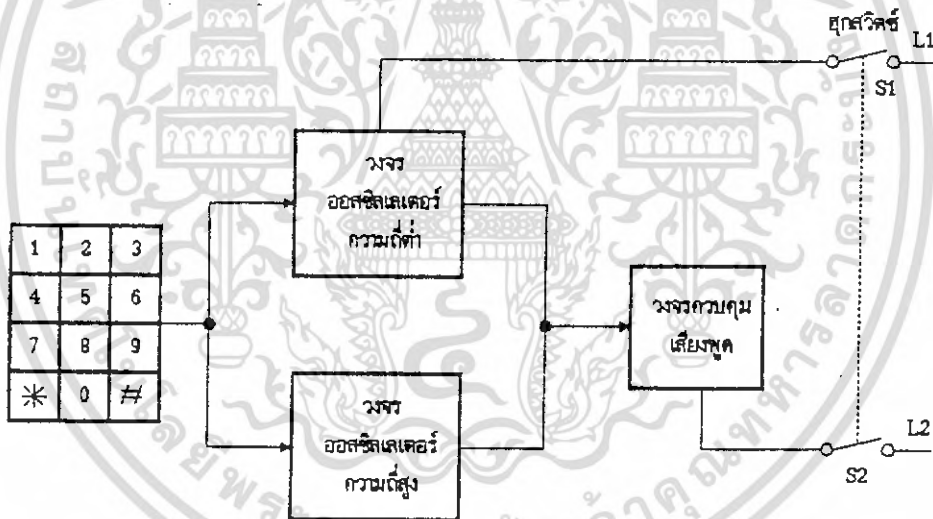 ฮุกสวิตช์
L1
S1
วงจร
ออสซิลเลเตอร์
ความถี่ต่ำ
1 2 3
4 5 6
7 8 9
* 0 #
วงจรควบคุม
เสียงพูด
วงจร
ออสซิลเลเตอร์
ความถี่สูง
L2
S2